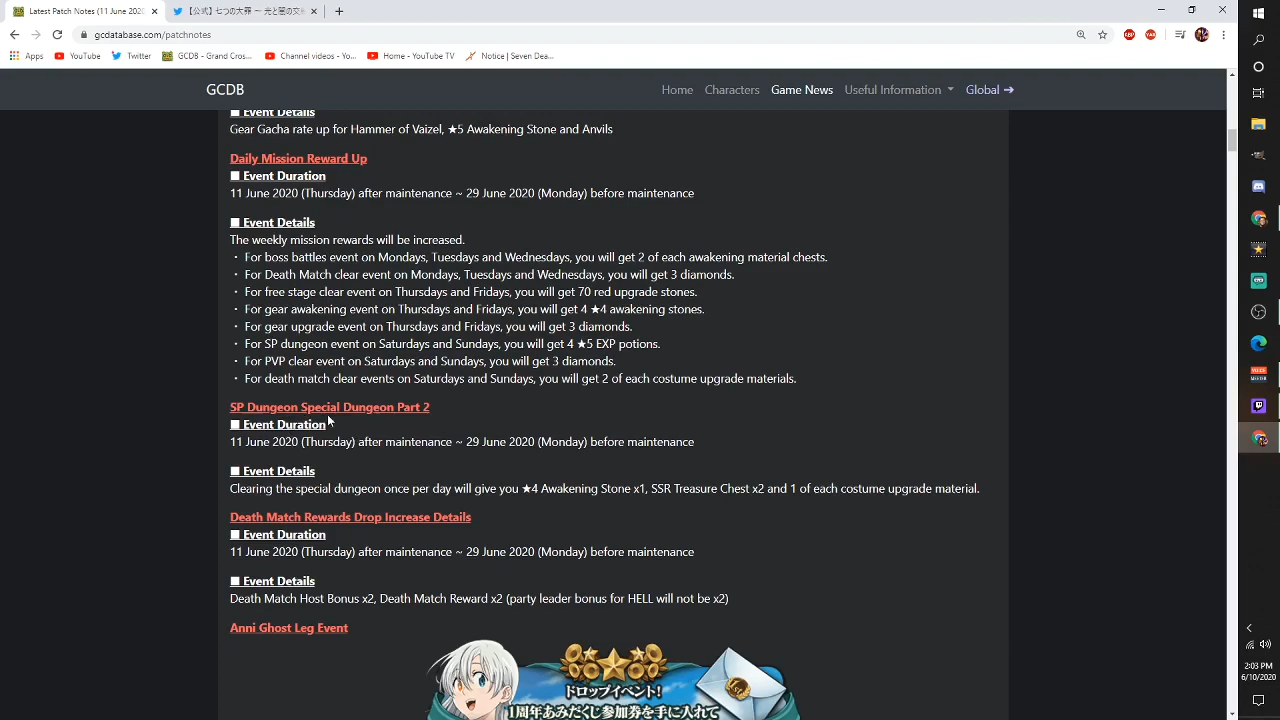 Latest Patch Notes (11 June 202
【公式】七つの大罪 ～ 光と闇の交戦
gcdatabase.com/patchnotes
Apps YouTube Twitter GCDB - Grand Cros... Channel videos - Yo... Home - YouTube TV Notice | Seven Dea...
GCDB Home Characters Game News Useful Information Global ➔
■ Event Details
Gear Gacha rate up for Hammer of Vaizel, ★5 Awakening Stone and Anvils
Daily Mission Reward Up
■ Event Duration
11 June 2020 (Thursday) after maintenance ~ 29 June 2020 (Monday) before maintenance
■ Event Details
The weekly mission rewards will be increased.
・ For boss battles event on Mondays, Tuesdays and Wednesdays, you will get 2 of each awakening material chests.
・ For Death Match clear event on Mondays, Tuesdays and Wednesdays, you will get 3 diamonds.
・ For free stage clear event on Thursdays and Fridays, you will get 70 red upgrade stones.
・ For gear awakening event on Thursdays and Fridays, you will get 4 ★4 awakening stones.
・ For gear upgrade event on Thursdays and Fridays, you will get 3 diamonds.
・ For SP dungeon event on Saturdays and Sundays, you will get 4 ★5 EXP potions.
・ For PVP clear event on Saturdays and Sundays, you will get 3 diamonds.
・ For death match clear events on Saturdays and Sundays, you will get 2 of each costume upgrade materials.
SP Dungeon Special Dungeon Part 2
■ Event Duration
11 June 2020 (Thursday) after maintenance ~ 29 June 2020 (Monday) before maintenance
■ Event Details
Clearing the special dungeon once per day will give you ★4 Awakening Stone x1, SSR Treasure Chest x2 and 1 of each costume upgrade material.
Death Match Rewards Drop Increase Details
■ Event Duration
11 June 2020 (Thursday) after maintenance ~ 29 June 2020 (Monday) before maintenance
■ Event Details
Death Match Host Bonus x2, Death Match Reward x2 (party leader bonus for HELL will not be x2)
Anni Ghost Leg Event
ドロップイベント!
1周年あみだくじ参加券を手に入れて
ABP
VAR
VOICE
MEETER
2:03 PM
6/10/2020